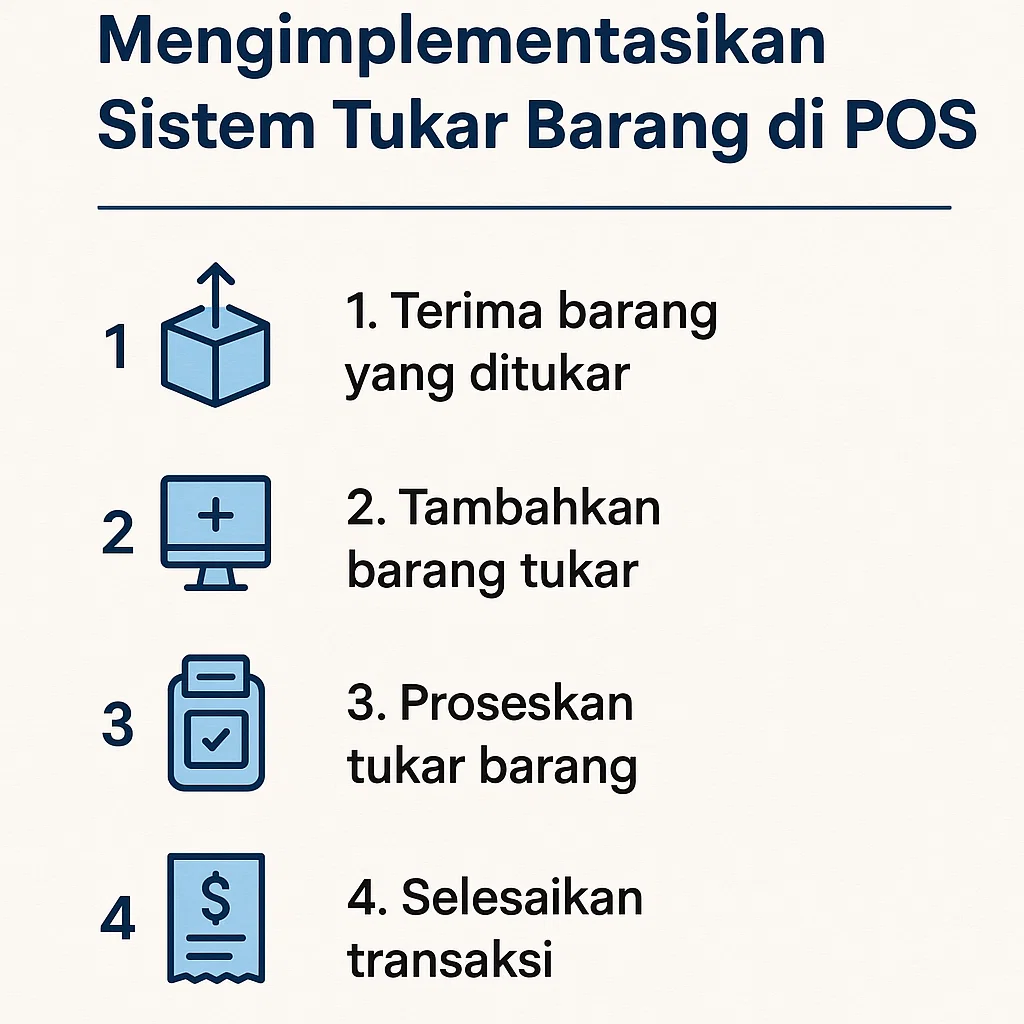 Mengimplementasikan
Sistem Tukar Barang di POS
1
1. Terima barang
yang ditukar
2
+
2. Tambahkan
barang tukar
3
3. Proseskan
tukar barang
4
$
4. Selesaikan
transaksi